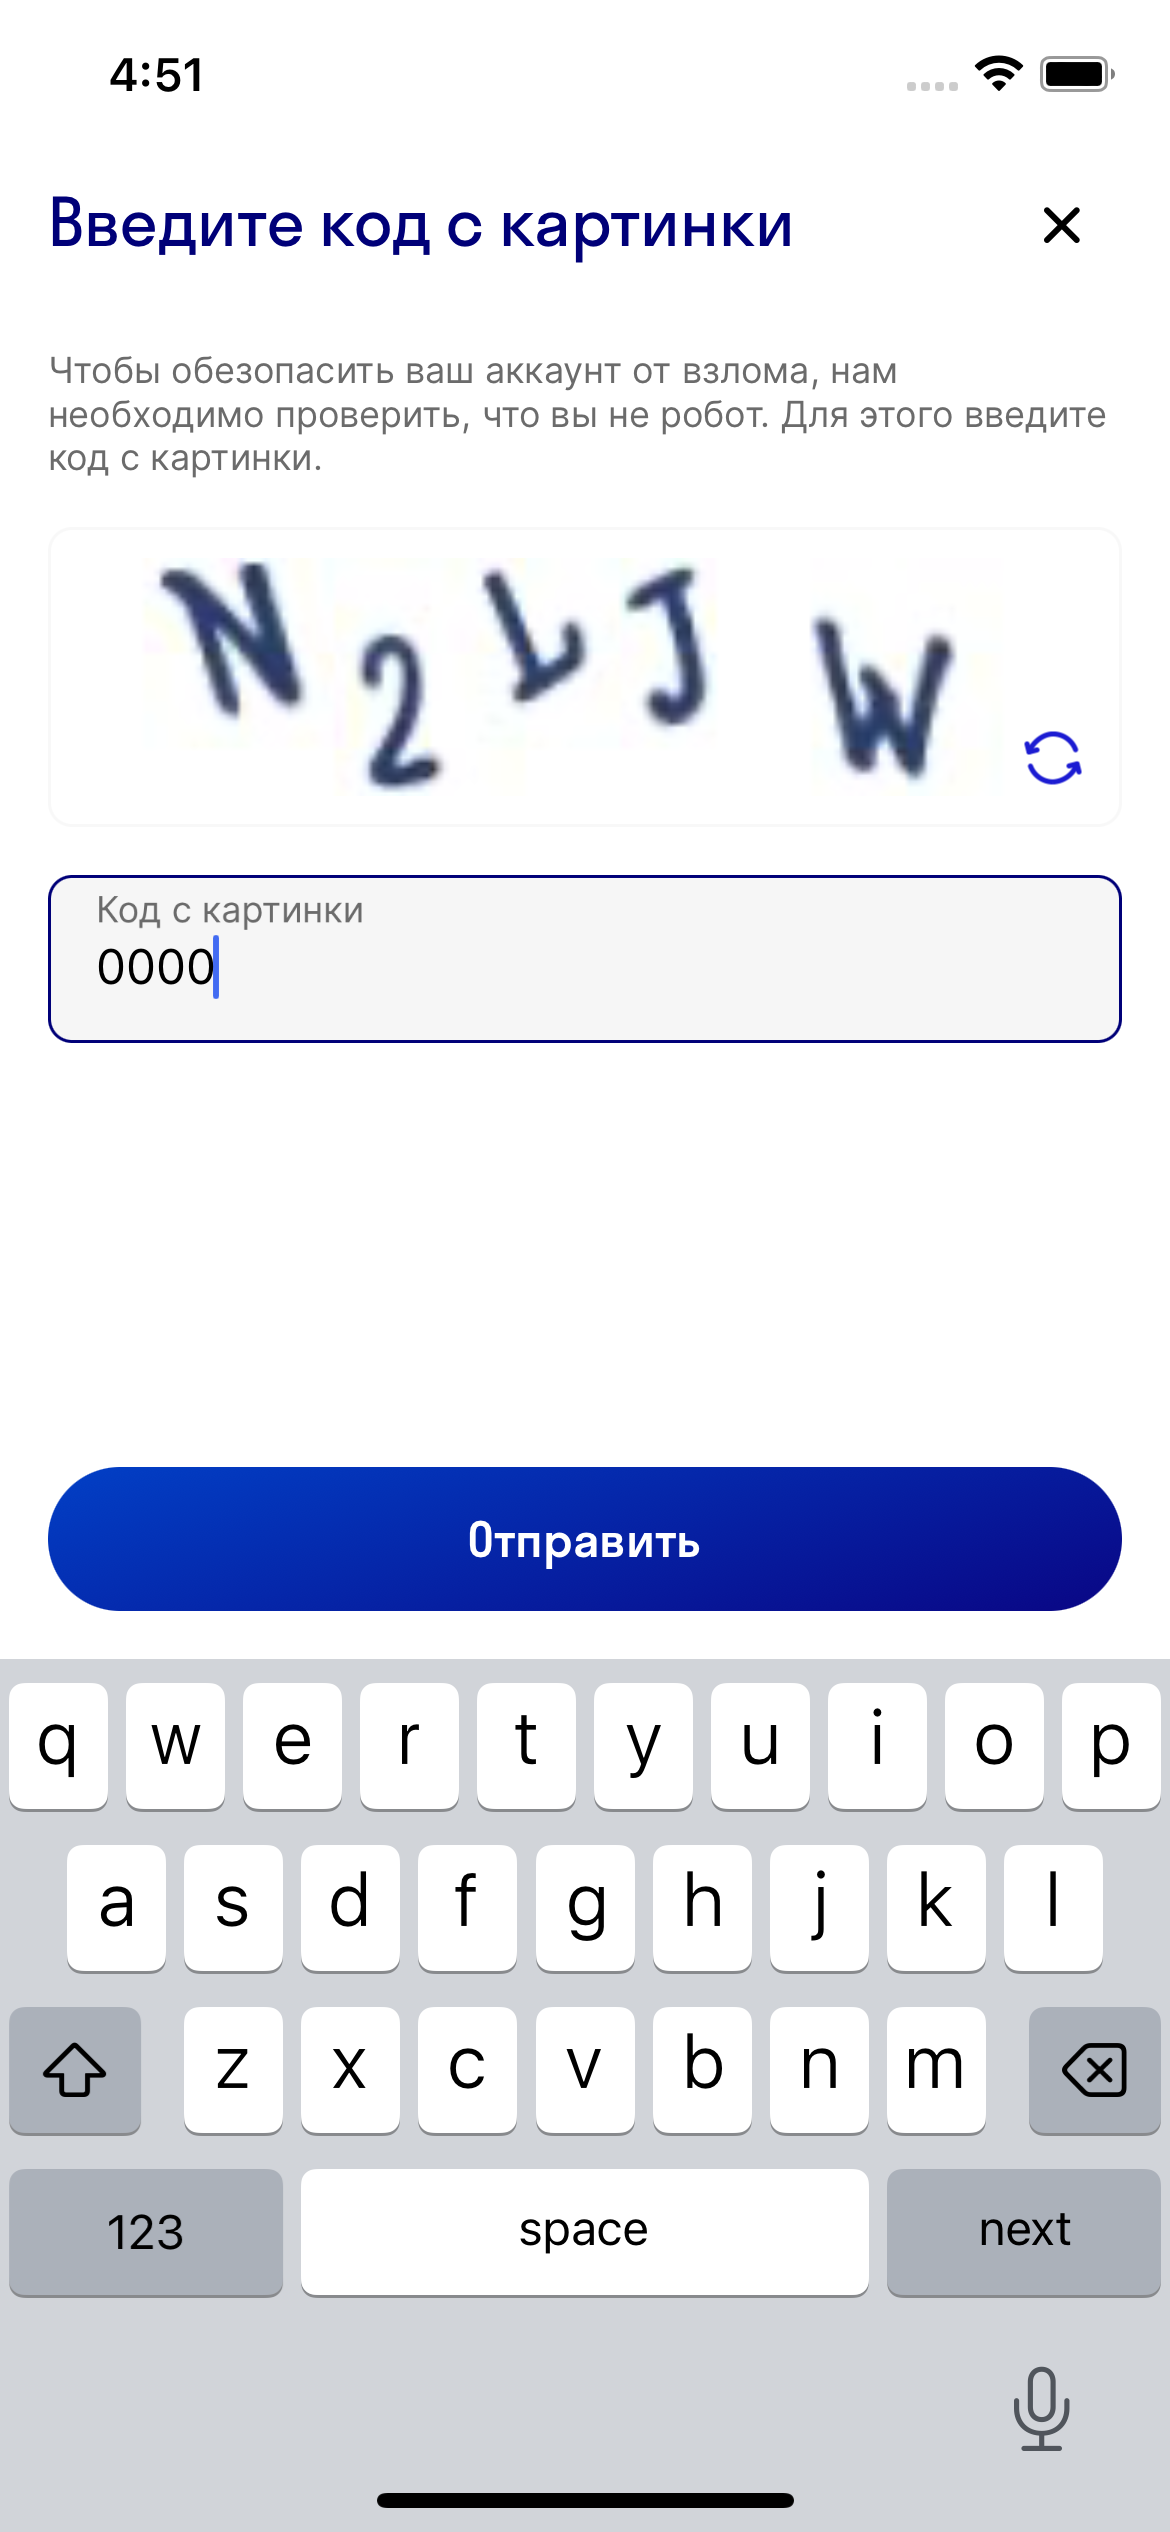 4:51
Введите код с картинки
Чтобы обезопасить ваш аккаунт от взлома, нам
необходимо проверить, что вы не робот. Для этого введите
код с картинки.
N2LJW
Код с картинки
0000
Отправить
q w e r t y u i o p
a s d f g h j k l
z x c v b n m
123 space next